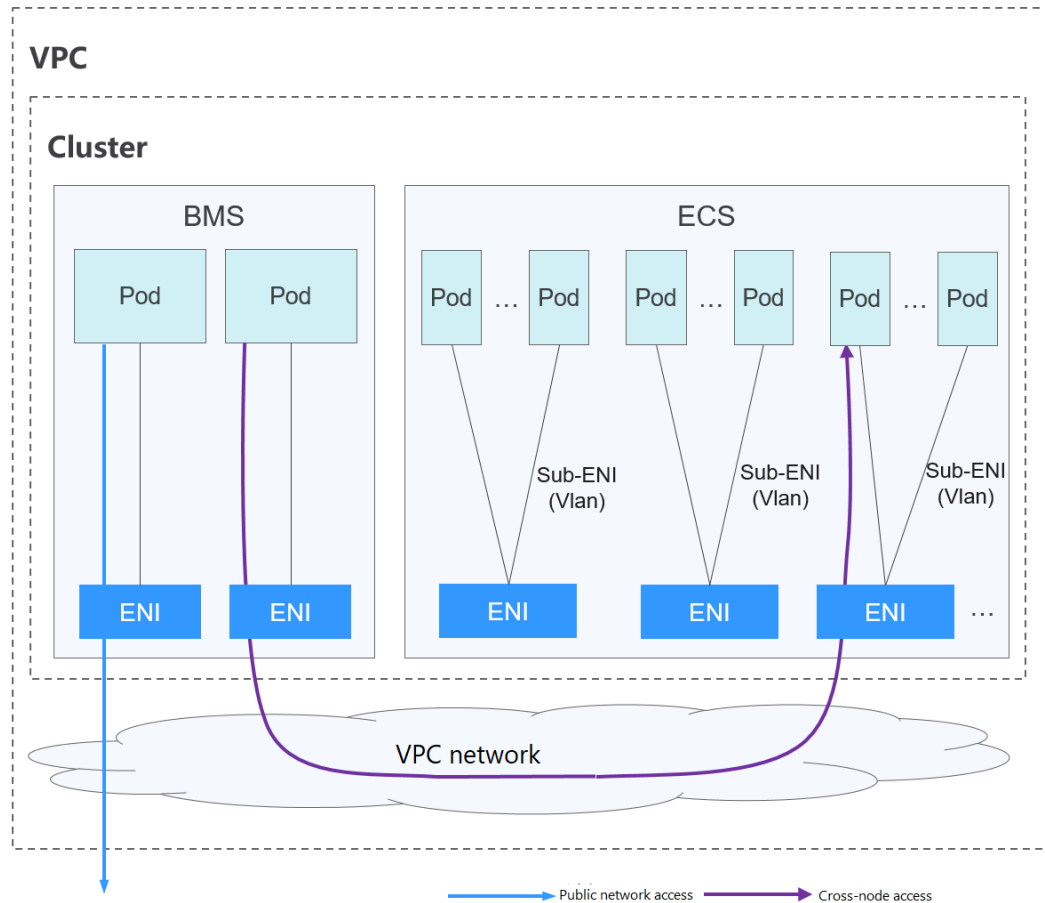 VPC
Cluster
BMS
ECS
Pod
Pod
Pod
...
Pod
Pod
...
Pod
Pod
...
Pod
Sub-ENI
(Vlan)
Sub-ENI
(Vlan)
Sub-ENI
(Vlan)
ENI
ENI
ENI
ENI
ENI
...
VPC network
Public network access
Cross-node access